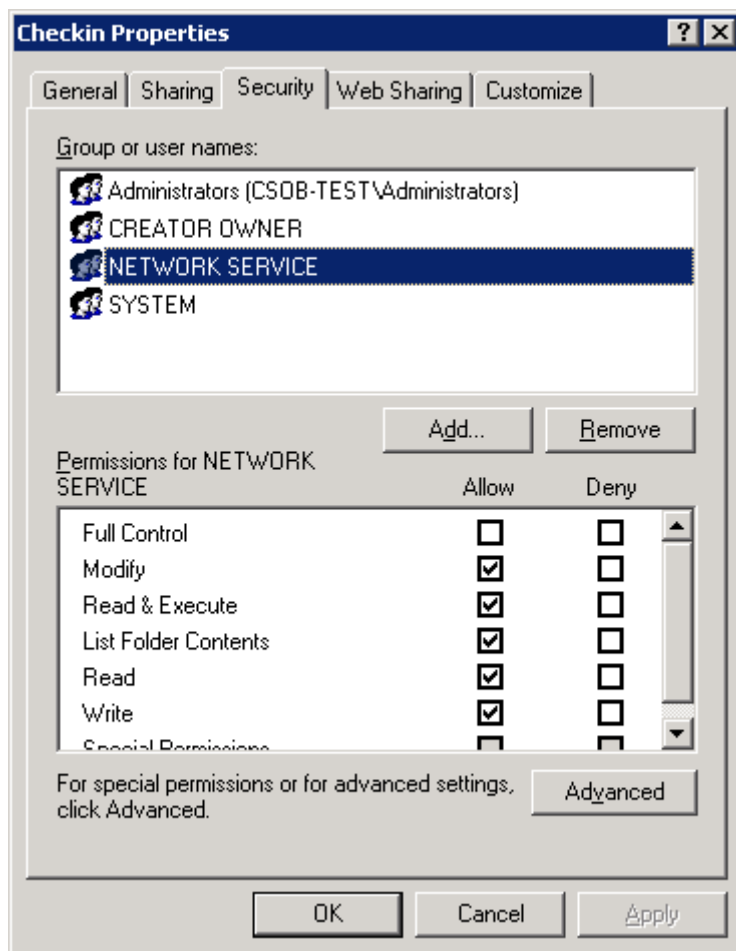 Checkin Properties
General Sharing Security Web Sharing Customize
Group or user names:
Administrators (CSOB-TEST\Administrators)
CREATOR OWNER
NETWORK SERVICE
SYSTEM
Add... Remove
Permissions for NETWORK
SERVICE Allow Deny
Full Control
Modify
Read & Execute
List Folder Contents
Read
Write
Special Permissions
For special permissions or for advanced settings,
click Advanced.
Advanced
OK Cancel Apply